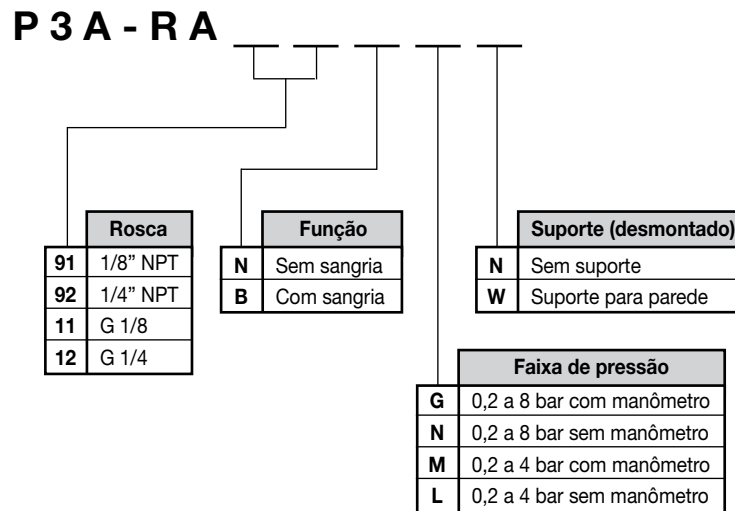 P 3 A - R A
Rosca
91 1/8” NPT
92 1/4” NPT
11 G 1/8
12 G 1/4
Função
N Sem sangria
B Com sangria
Suporte (desmontado)
N Sem suporte
W Suporte para parede
Faixa de pressão
G 0,2 a 8 bar com manômetro
N 0,2 a 8 bar sem manômetro
M 0,2 a 4 bar com manômetro
L 0,2 a 4 bar sem manômetro